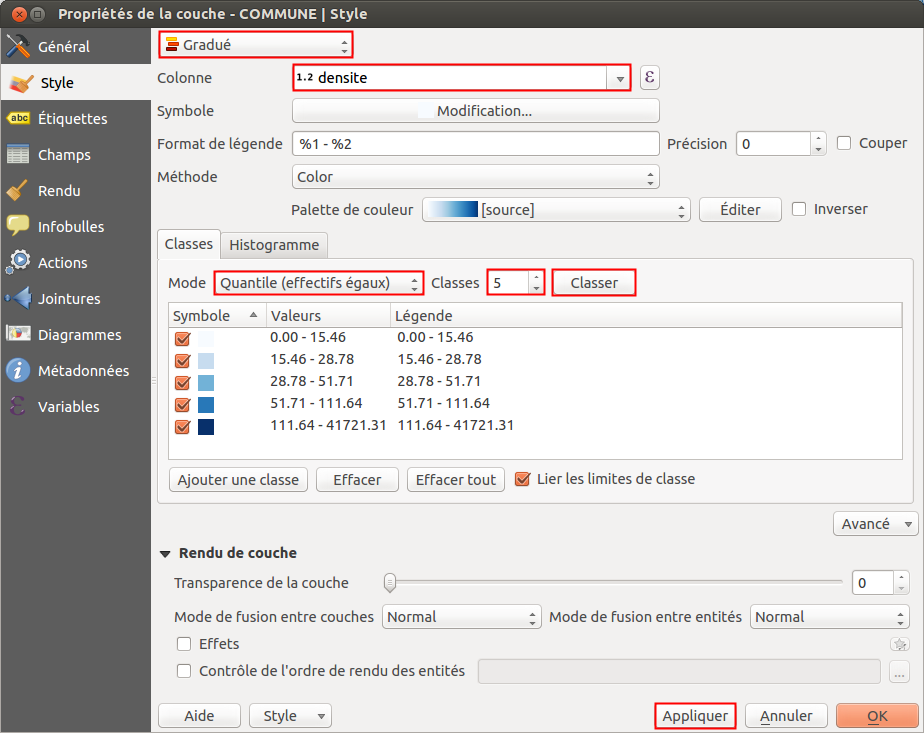 Propriétés de la couche - COMMUNE | Style
Général
Style
abc Étiquettes
Champs
Rendu
Infobulles
Actions
Jointures
Diagrammes
i Métadonnées
ε Variables
Gradué
Colonne 1.2 densite ε
Symbole Modification...
Format de légende %1 - %2 Précision 0 Couper
Méthode Color
Palette de couleur [source] Éditer Inverser
Classes Histogramme
Mode Quantile (effectifs égaux) Classes 5 Classer
Symbole Valeurs Légende
0.00 - 15.46 0.00 - 15.46
15.46 - 28.78 15.46 - 28.78
28.78 - 51.71 28.78 - 51.71
51.71 - 111.64 51.71 - 111.64
111.64 - 41721.31 111.64 - 41721.31
Ajouter une classe Effacer Effacer tout Lier les limites de classe
Avancé
Rendu de couche
Transparence de la couche 0
Mode de fusion entre couches Normal Mode de fusion entre entités Normal
Effets
Contrôle de l'ordre de rendu des entités ...
Aide Style Appliquer Annuler OK